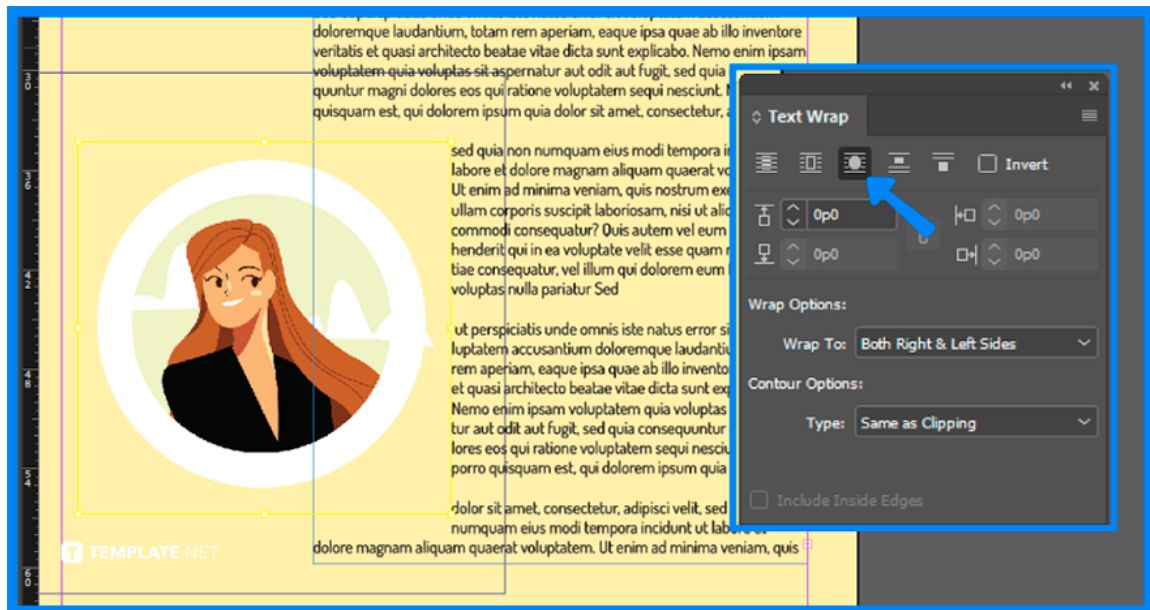 doloremque laudantium, totam rem aperiam, eaque ipsa quae ab illo inventore
veritatis et quasi architecto beatae vitae dicta sunt explicabo. Nemo enim ipsam
voluptatem quia voluptas sit aspernatur aut odit aut fugit, sed quia
quuntur magni dolores eos qui ratione voluptatem sequi nesciunt.
quisquam est, qui dolorem ipsum quia dolor sit amet, consectetur,
sed quia non numquam eius modi tempora
labore et dolore magnam aliquam quaerat
Ut enim ad minima veniam, quis nostrum
ullam corporis suscipit laboriosam, nisi ut
commodi consequatur? Quis autem vel eum
henderit qui in ea voluptate velit esse quam
tiae consequatur, vel illum qui dolorem eum
voluptas nulla pariatur Sed
ut perspiciatis unde omnis iste natus error
luptatem accusantium doloremque
rem aperiam, eaque ipsa quae ab illo
et quasi architecto beatae vitae dicta sunt
Nemo enim ipsam voluptatem quia voluptas
tur aut odit aut fugit, sed quia consequuntur
lores eos qui ratione voluptatem sequi
porro quisquam est, qui dolorem ipsum quia
dolor sit amet, consectetur, adipisci velit, sed
numquam eius modi tempora incidunt ut
dolore magnam aliquam quaerat voluptatem. Ut enim ad minima veniam, quis
Text Wrap
Invert
0p0
0p0
0p0
0p0
Wrap Options:
Wrap To: Both Right & Left Sides
Contour Options:
Type: Same as Clipping
Include Inside Edges
T TEMPLATE.NET